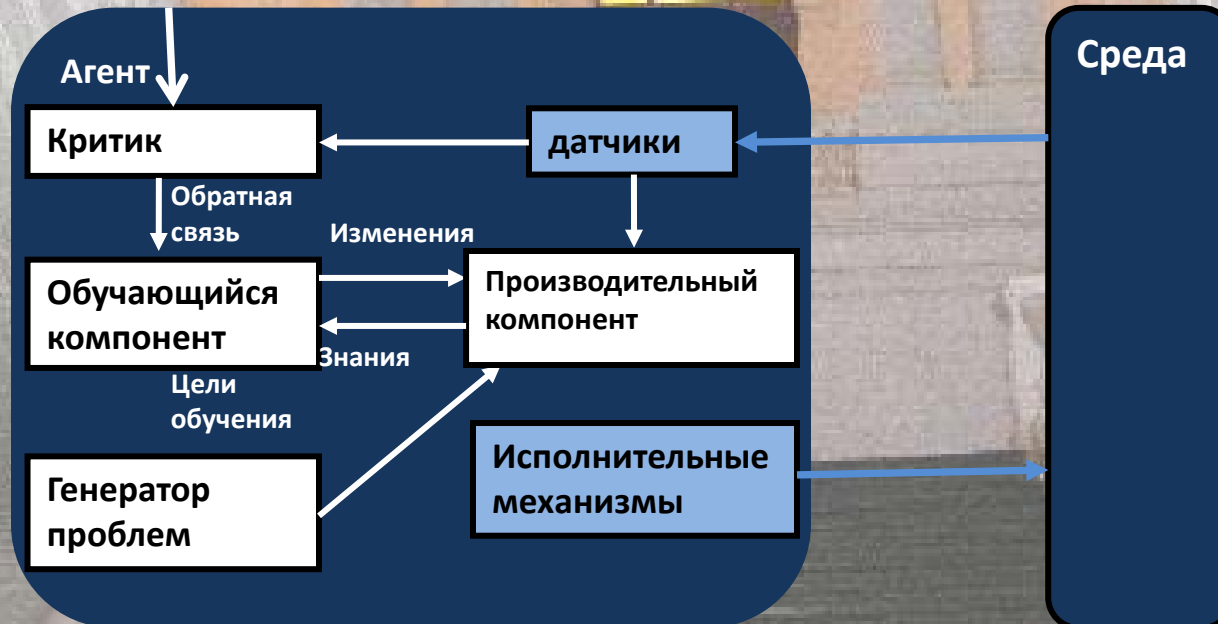 Агент
Среда
Критик
датчики
Обратная
связь
Изменения
Обучающийся
компонент
Производительный
компонент
Знания
Цели
обучения
Генератор
проблем
Исполнительные
механизмы